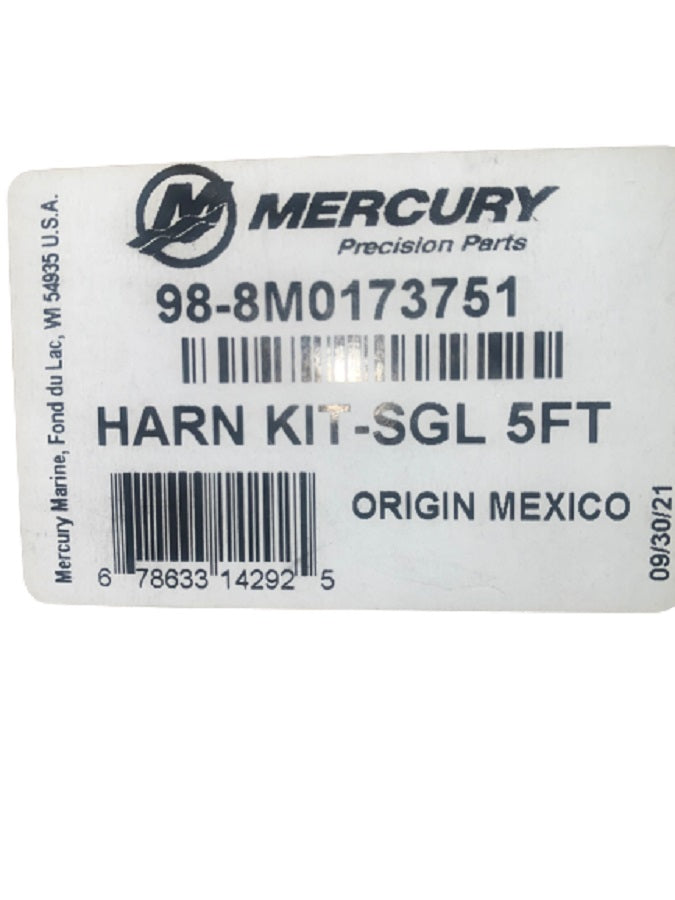 MERCURY
Precision Parts
98-8M0173751
HARN KIT-SGL 5FT
ORIGIN MEXICO
6 78633 14292 5
Mercury Marine, Fond du Lac, WI 54935 U.S.A.
09/30/21